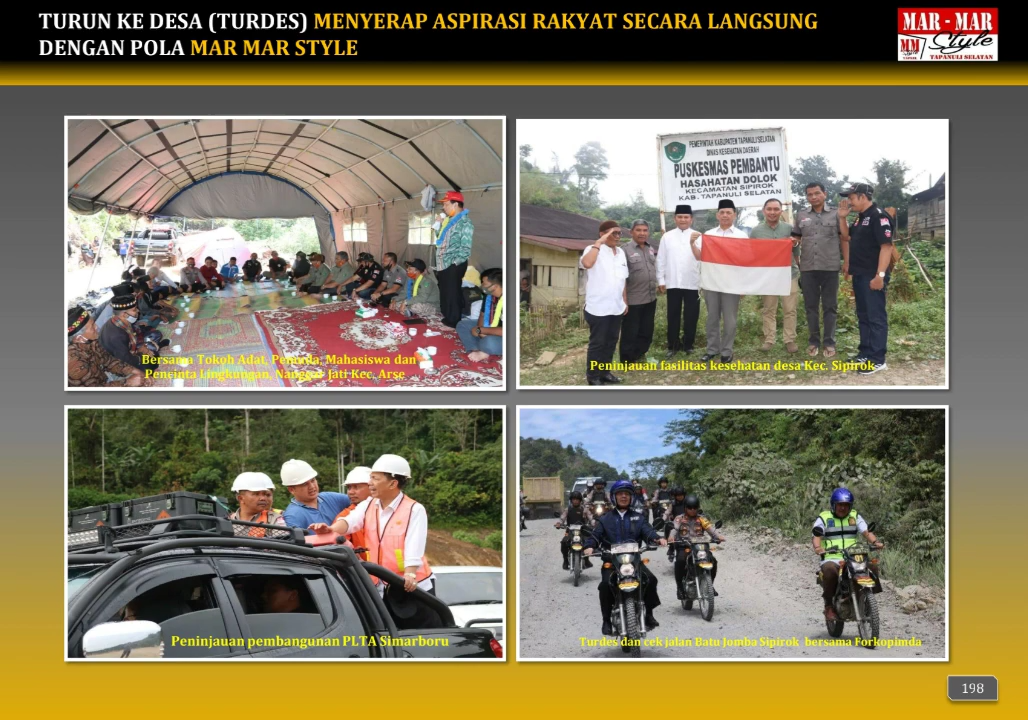 TURUN KE DESA (TURDES) MENYERAP ASPIRASI RAKYAT SECARA LANGSUNG
DENGAN POLA MAR MAR STYLE
MAR - MAR
MM
Style
TAPANULI SELATAN
Bersama Tokoh Adat, Pemuda, Mahasiswa dan
Pencinta Lingkungan, Nanggar Jati Kec. Arse
PEMERINTAH KABUPATEN TAPANULI SELATAN
DINAS KESEHATAN DAERAH
PUSKESMAS PEMBANTU
HASAHATAN DOLOK
KECAMATAN SIPIROK
KAB. TAPANULI SELATAN
Peninjauan fasilitas kesehatan desa Kec. Sipirok
Peninjauan pembangunan PLTA Simarboru
Turdes dan cek jalan Batu Jomba Sipirok bersama Forkopimda
198